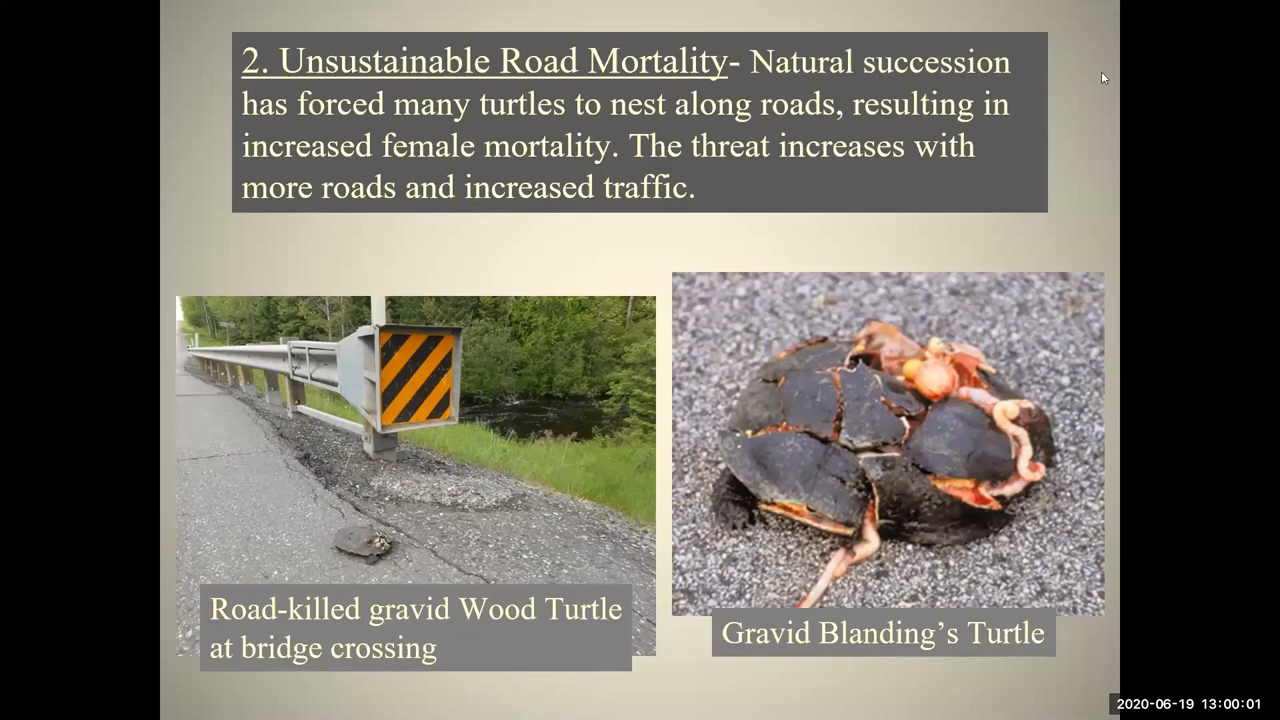 2. Unsustainable Road Mortality- Natural succession
has forced many turtles to nest along roads, resulting in
increased female mortality. The threat increases with
more roads and increased traffic.
Road-killed gravid Wood Turtle
at bridge crossing
Gravid Blanding’s Turtle
2020-06-19 13:00:01